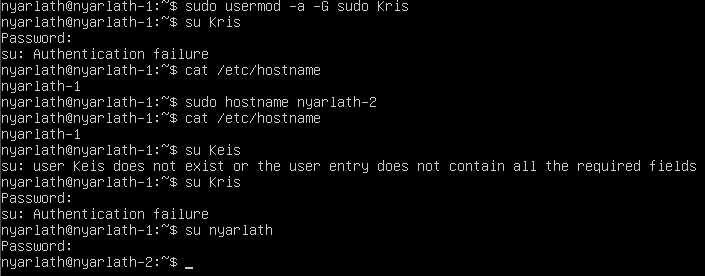 nyarlath@nyarlath-1:~$ sudo usermod -a -G sudo Kris
nyarlath@nyarlath-1:~$ su Kris
Password:
su: Authentication failure
nyarlath@nyarlath-1:~$ cat /etc/hostname
nyarlath-1
nyarlath@nyarlath-1:~$ sudo hostname nyarlath-2
nyarlath@nyarlath-1:~$ cat /etc/hostname
nyarlath-1
nyarlath@nyarlath-1:~$ su Keis
su: user Keis does not exist or the user entry does not contain all the required fields
nyarlath@nyarlath-1:~$ su Kris
Password:
su: Authentication failure
nyarlath@nyarlath-1:~$ su nyarlath
Password:
nyarlath@nyarlath-2:~$ _